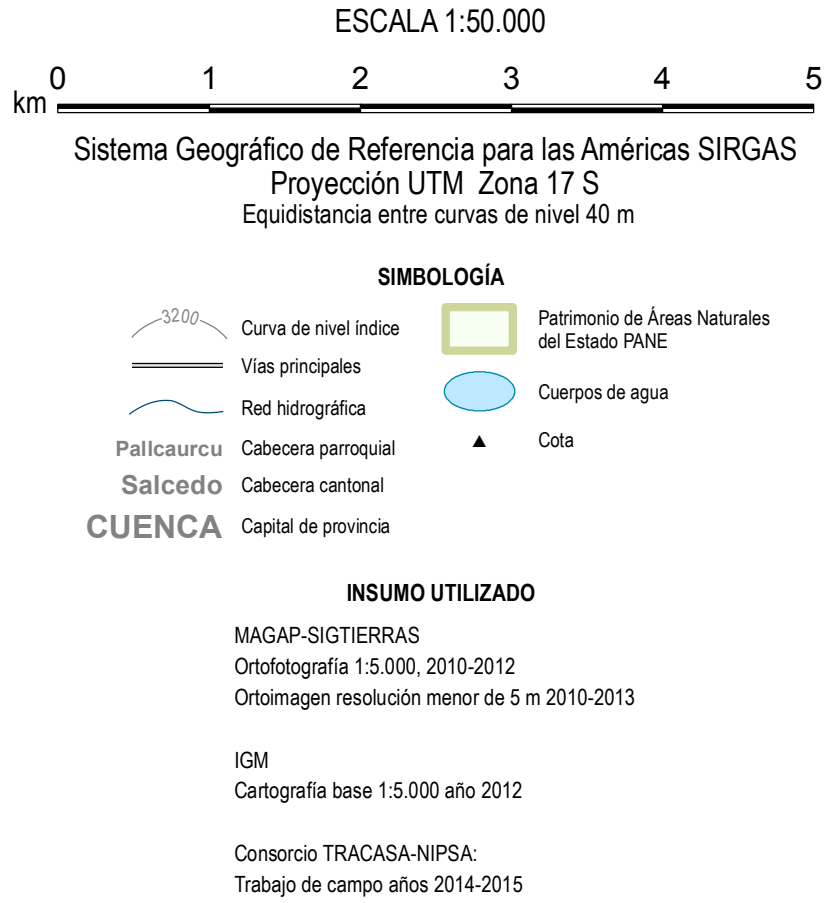 ESCALA 1:50.000
0 1 2 3 4 5
km
Sistema Geográfico de Referencia para las Américas SIRGAS
Proyección UTM Zona 17 S
Equidistancia entre curvas de nivel 40 m
SIMBOLOGÍA
3200 Curva de nivel índice
Vías principales
Red hidrográfica
Pallcaurcu Cabecera parroquial
Salcedo Cabecera cantonal
CUENCA Capital de provincia
Patrimonio de Áreas Naturales
del Estado PANE
Cuerpos de agua
Cota
INSUMO UTILIZADO
MAGAP-SIGTIERRAS
Ortofotografía 1:5.000, 2010-2012
Ortoimagen resolución menor de 5 m 2010-2013
IGM
Cartografía base 1:5.000 año 2012
Consorcio TRACASA-NIPSA:
Trabajo de campo años 2014-2015